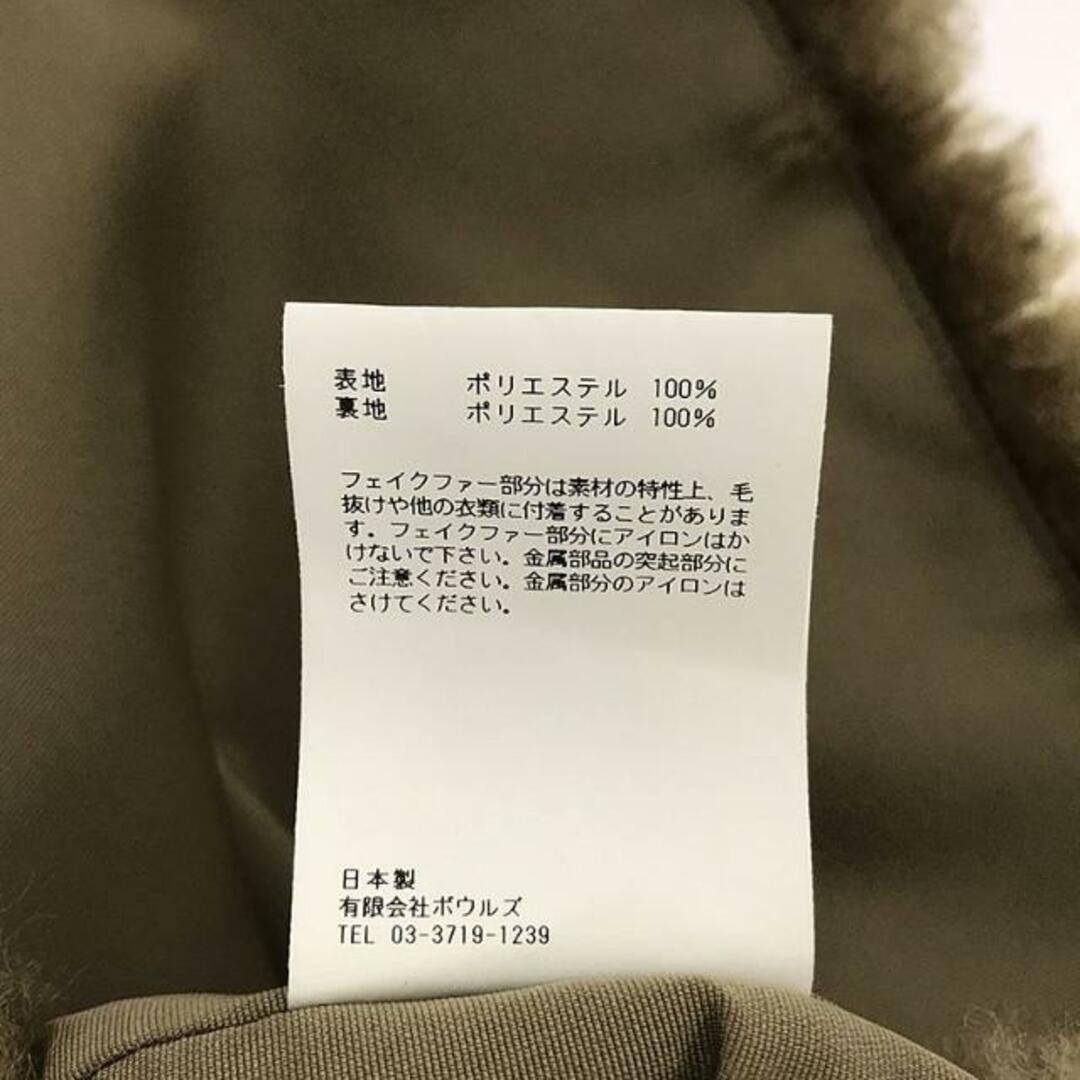 表地 ポリエステル 100%
裏地 ポリエステル 100%
フェイクファー部分は素材の特性上、毛
抜けや他の衣類に付着することがありま
す。フェイクファー部分にアイロンはか
けないで下さい。金属部品の突起部分に
ご注意ください。金属部分のアイロンは
さけてください。
日本製
有限会社ボウルズ
TEL 03-3719-1239